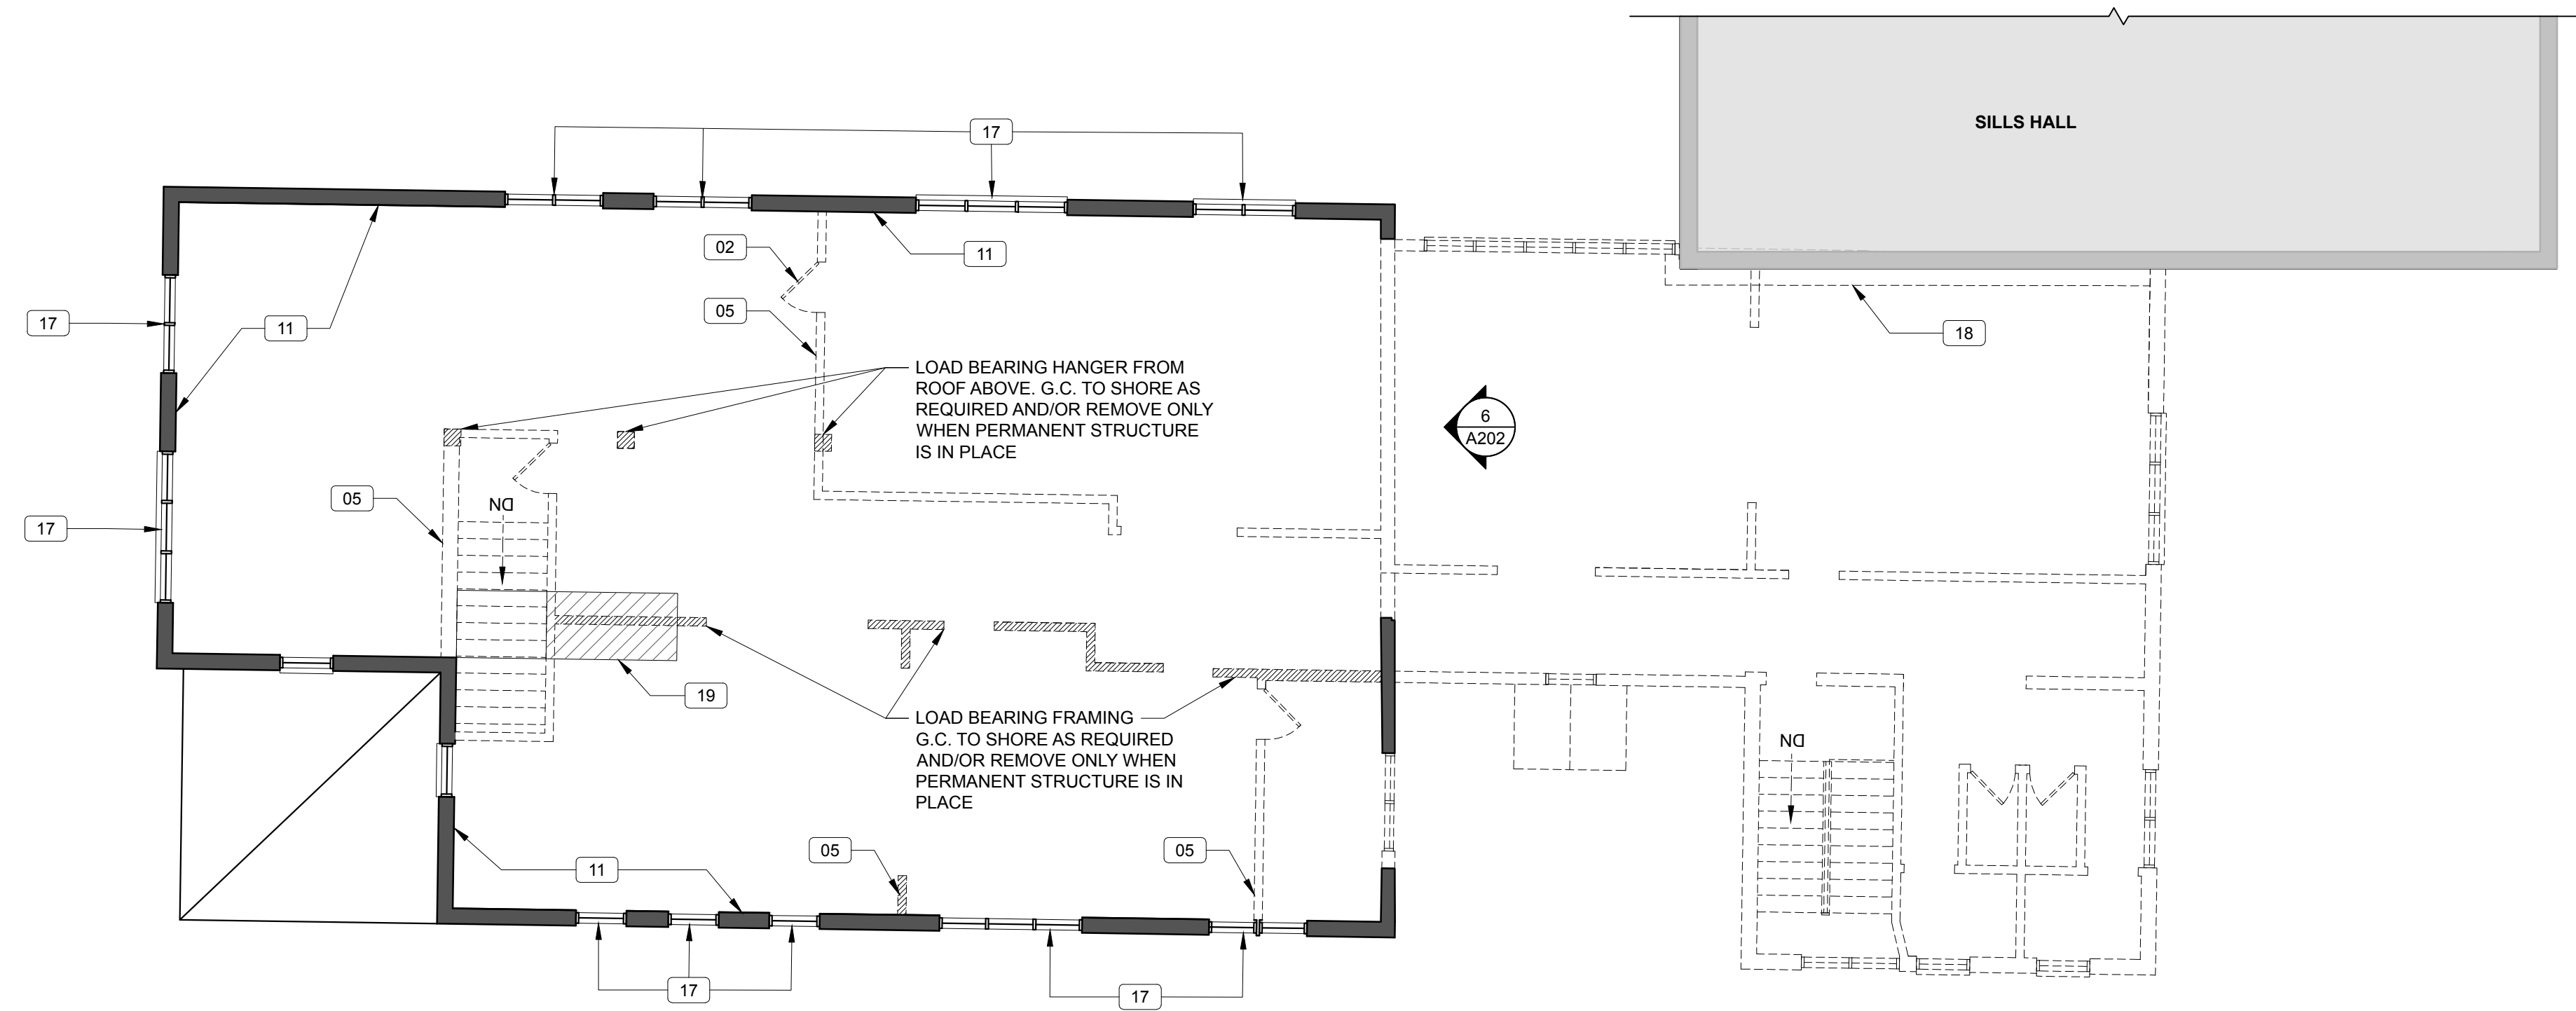 SILLS HALL
17
02
11
17
11
05
18
LOAD BEARING HANGER FROM
ROOF ABOVE. G.C. TO SHORE AS
REQUIRED AND/OR REMOVE ONLY
WHEN PERMANENT STRUCTURE
IS IN PLACE
6
A202
05
DN
17
19
LOAD BEARING FRAMING
G.C. TO SHORE AS REQUIRED
AND/OR REMOVE ONLY WHEN
PERMANENT STRUCTURE IS IN
PLACE
DN
05
05
11
17
17